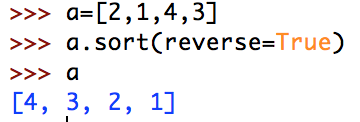 >>> a=[2,1,4,3]
>>> a.sort(reverse=True)
>>> a
[4, 3, 2, 1]